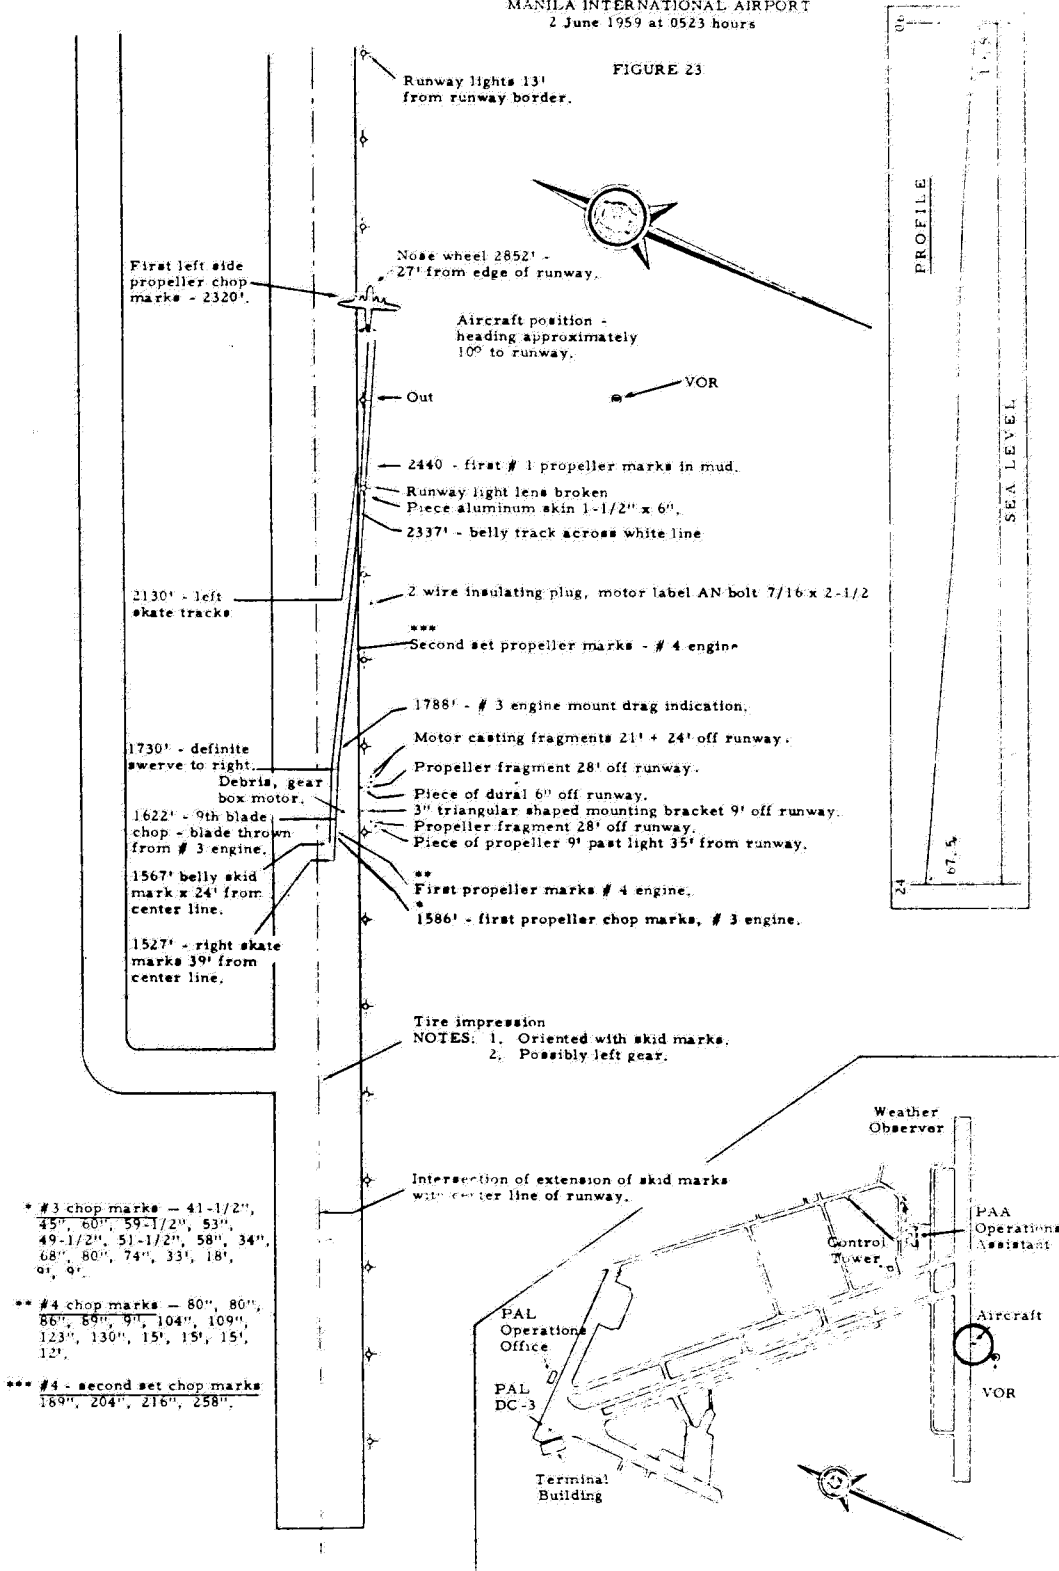 MANILA INTERNATIONAL AIRPORT
2 June 1959 at 0523 hours
FIGURE 23
Runway lights 13'
from runway border.
Nose wheel 2852' -
27' from edge of runway.
First left side
propeller chop
marks - 2320'.
Aircraft position -
heading approximately
10° to runway.
Out
VOR
2440 - first # 1 propeller marks in mud.
Runway light lens broken
Piece aluminum skin 1-1/2" x 6".
2337' - belly track across white line
2130' - left
skate tracks
2 wire insulating plug, motor label AN bolt 7/16 x 2-1/2
***
Second set propeller marks - # 4 engine
1788' - # 3 engine mount drag indication.
Motor casting fragments 21' + 24' off runway.
1730' - definite
swerve to right.
Propeller fragment 28' off runway.
Debris, gear
box motor.
Piece of dural 6" off runway.
3" triangular shaped mounting bracket 9' off runway.
1622' - 9th blade
chop - blade thrown
from # 3 engine.
Propeller fragment 28' off runway.
Piece of propeller 9' past light 35' from runway.
1567' belly skid
mark x 24' from
center line.
**
First propeller marks # 4 engine.
*
1586' - first propeller chop marks, # 3 engine.
1527' - right skate
marks 39' from
center line.
Tire impression
NOTES: 1. Oriented with skid marks.
2. Possibly left gear.
Intersection of extension of skid marks
with center line of runway.
* #3 chop marks — 41-1/2",
45", 60", 59-1/2", 53",
49-1/2", 51-1/2", 58", 34",
68", 80", 74", 33', 18',
9', 9'.
** #4 chop marks — 80", 80",
86", 89", 9", 104", 109",
123", 130", 15', 15', 15',
12'.
*** #4 - second set chop marks
189", 204", 216", 258".
PROFILE
SEA LEVEL
67.5
24
Weather
Observer
PAA
Operations
Assistant
Control
Tower
Aircraft
VOR
PAL
Operations
Office
PAL
DC-3
Terminal
Building